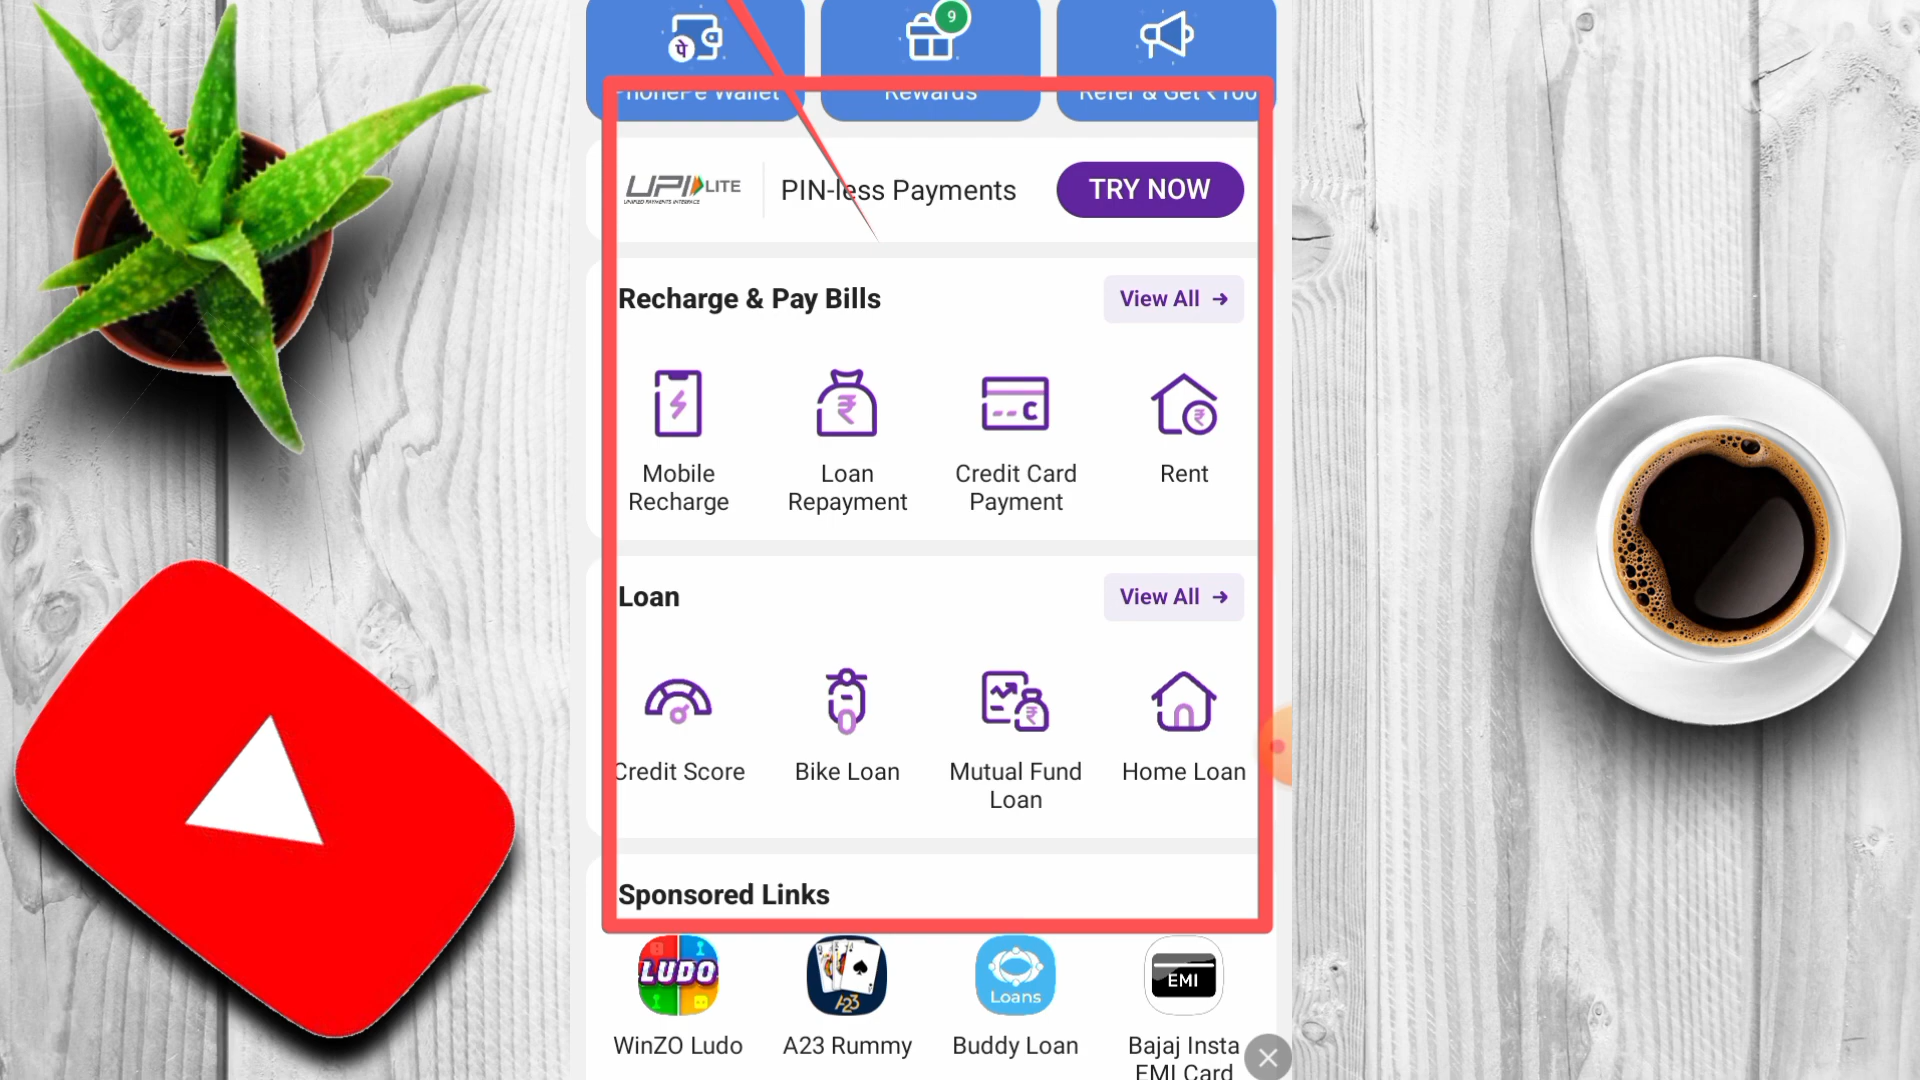 पे
9
PhonePe Wallet
Rewards
Refer & Get ₹100
UPI LITE
UNIFIED PAYMENTS INTERFACE
PIN-less Payments
TRY NOW
Recharge & Pay Bills
View All
Mobile
Recharge
Loan
Repayment
Credit Card
Payment
Rent
Loan
View All
Credit Score
Bike Loan
Mutual Fund
Loan
Home Loan
Sponsored Links
LUDO
A23
Loans
EMI
WinZO Ludo
A23 Rummy
Buddy Loan
Bajaj Insta
EMI Card